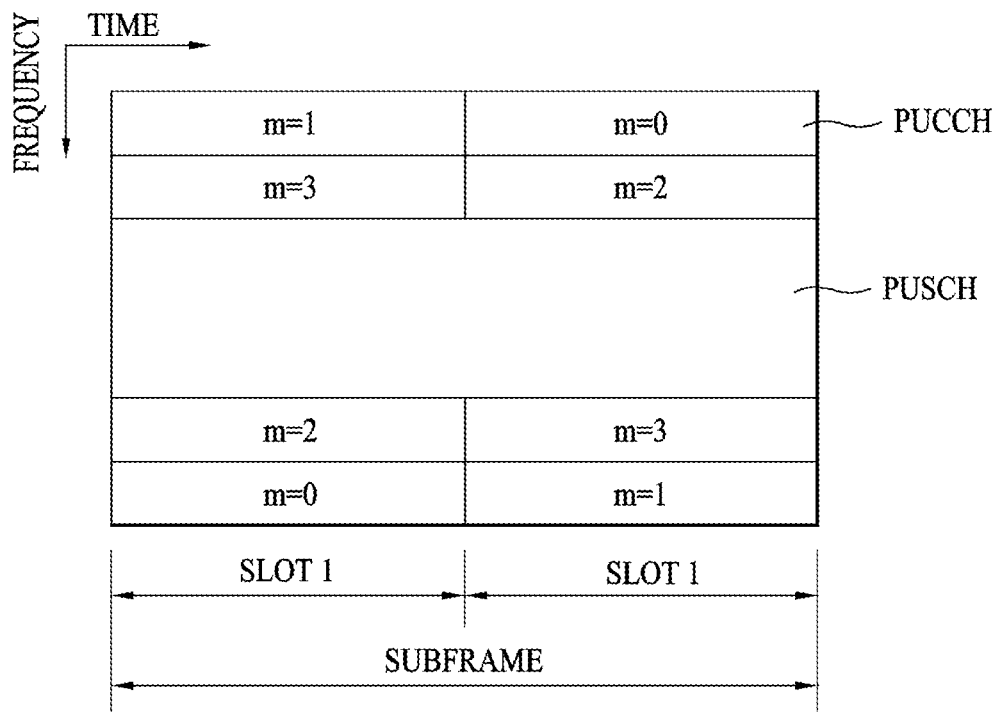 TIME
FREQUENCY
m=1 m=0 PUCCH
m=3 m=2
PUSCH
m=2 m=3
m=0 m=1
SLOT 1 SLOT 1
SUBFRAME